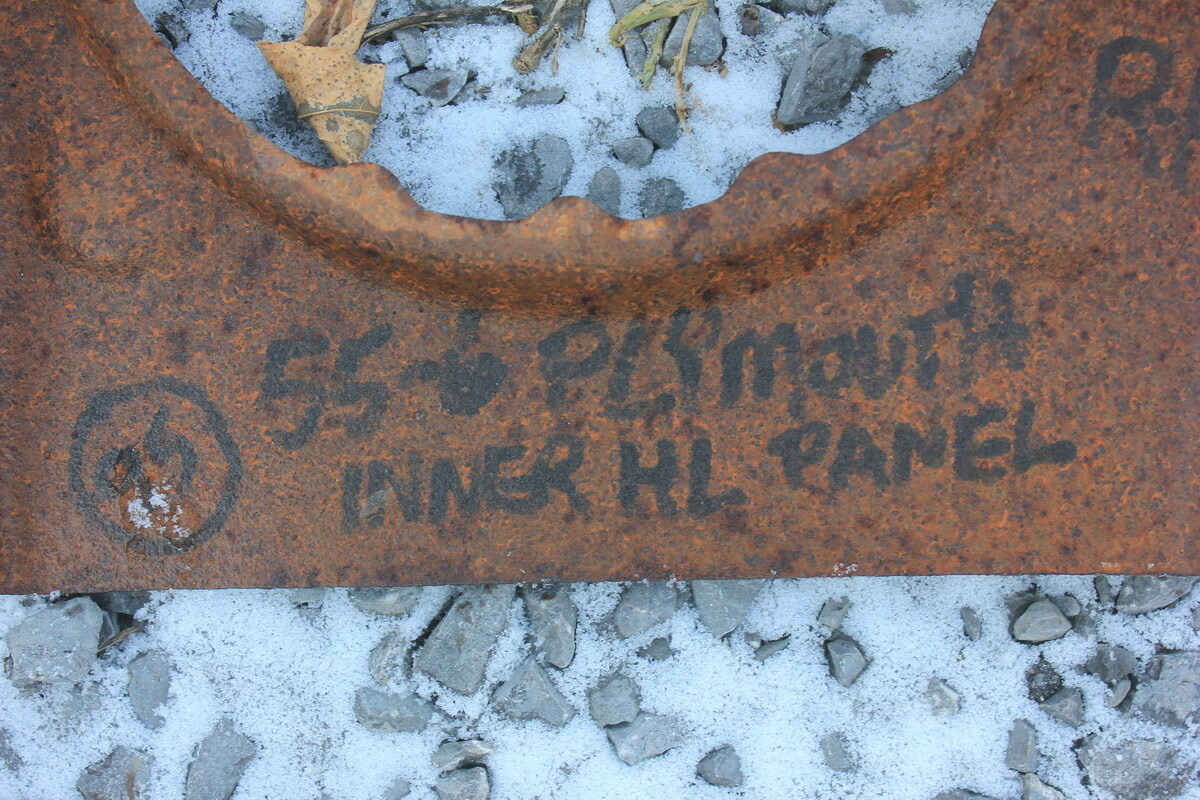 R.
55-6 PLYMOUTH
INNER HL PANEL